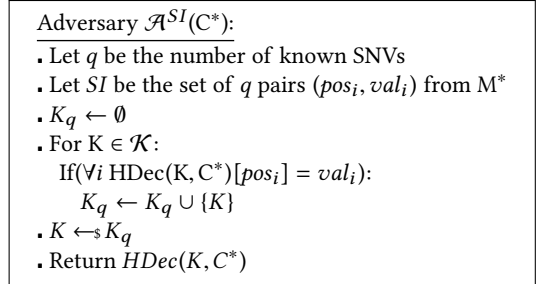 Adversary 𝒜^{SI}(C*):
▪ Let q be the number of known SNVs
▪ Let SI be the set of q pairs (pos_i, val_i) from M*
▪ K_q ← ∅
▪ For K ∈ 𝒦:
If(∀i HDec(K, C*)[pos_i] = val_i):
K_q ← K_q ∪ {K}
▪ K ←$ K_q
▪ Return HDec(K, C*)